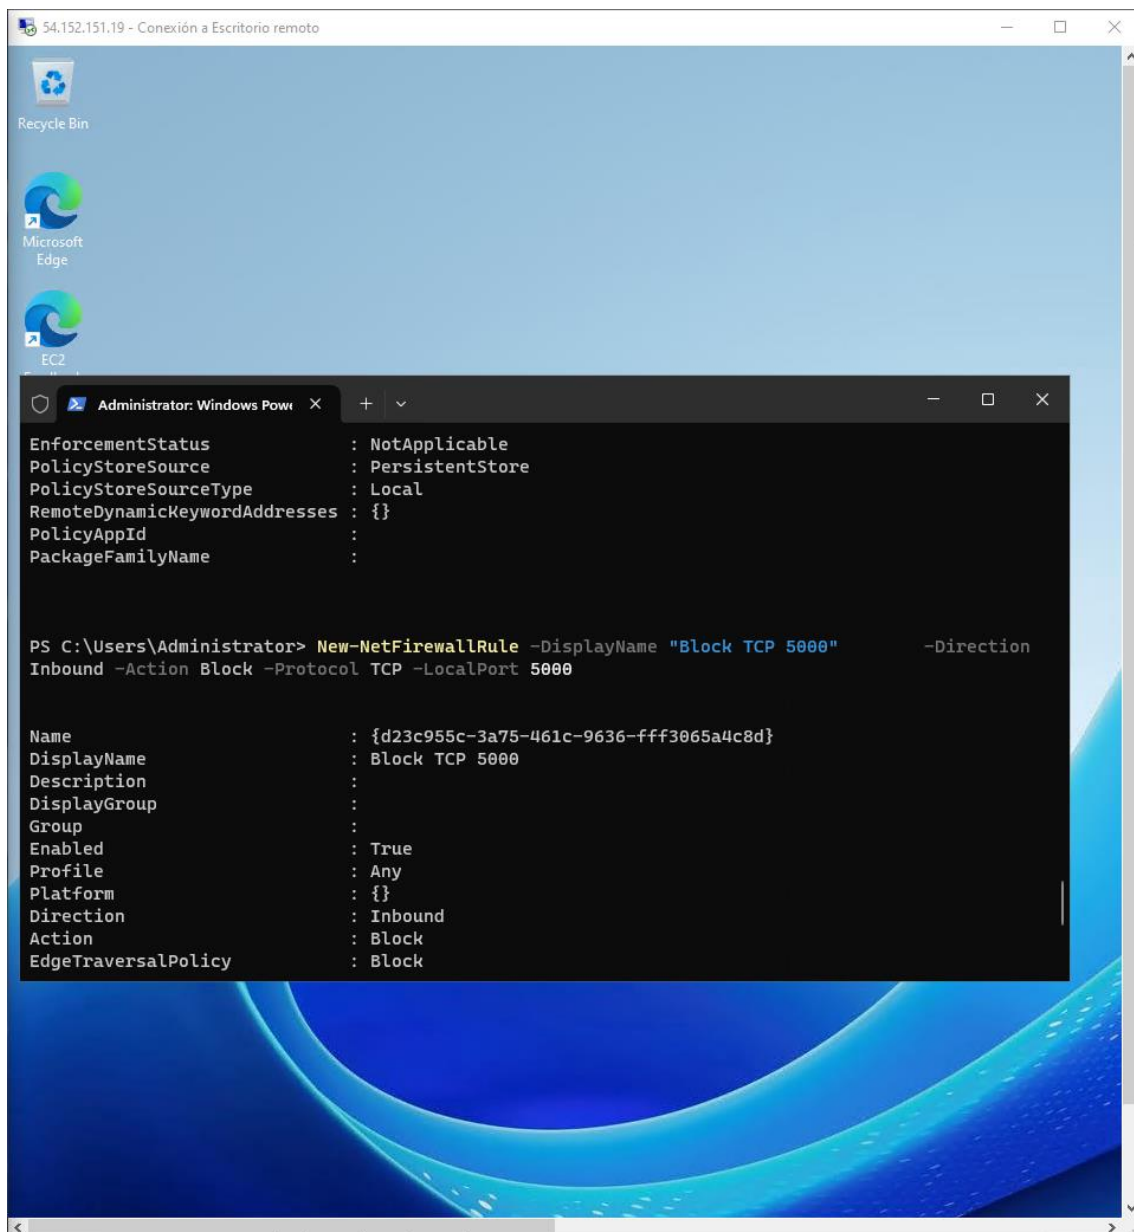 54.152.151.19 - Conexión a Escritorio remoto
Recycle Bin
Microsoft
Edge
EC2
Administrator: Windows Powe
EnforcementStatus : NotApplicable
PolicyStoreSource : PersistentStore
PolicyStoreSourceType : Local
RemoteDynamicKeywordAddresses : {}
PolicyAppId :
PackageFamilyName :
PS C:\Users\Administrator> New-NetFirewallRule -DisplayName "Block TCP 5000" -Direction
Inbound -Action Block -Protocol TCP -LocalPort 5000
Name : {d23c955c-3a75-461c-9636-fff3065a4c8d}
DisplayName : Block TCP 5000
Description :
DisplayGroup :
Group :
Enabled : True
Profile : Any
Platform : {}
Direction : Inbound
Action : Block
EdgeTraversalPolicy : Block